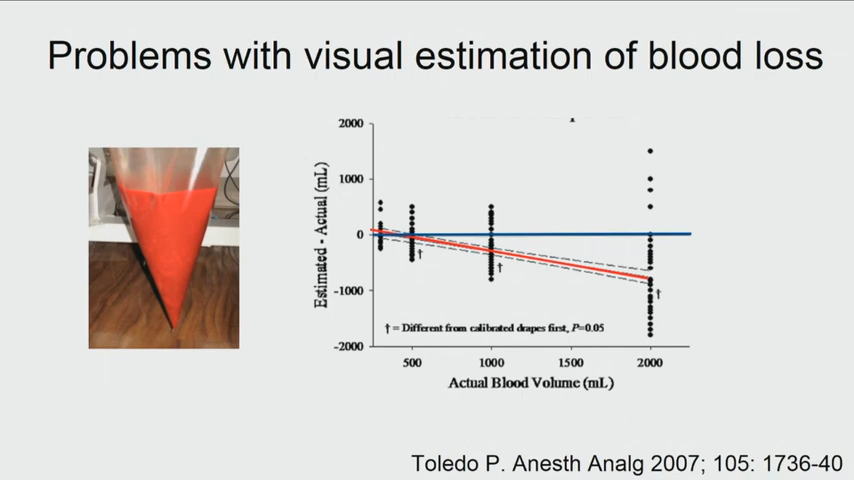 Problems with visual estimation of blood loss
2000
1000
0
-1000
-2000
Estimated - Actual (mL)
†
†
†
† = Different from calibrated drapes first, P=0.05
500
1000
1500
2000
Actual Blood Volume (mL)
Toledo P. Anesth Analg 2007; 105: 1736-40